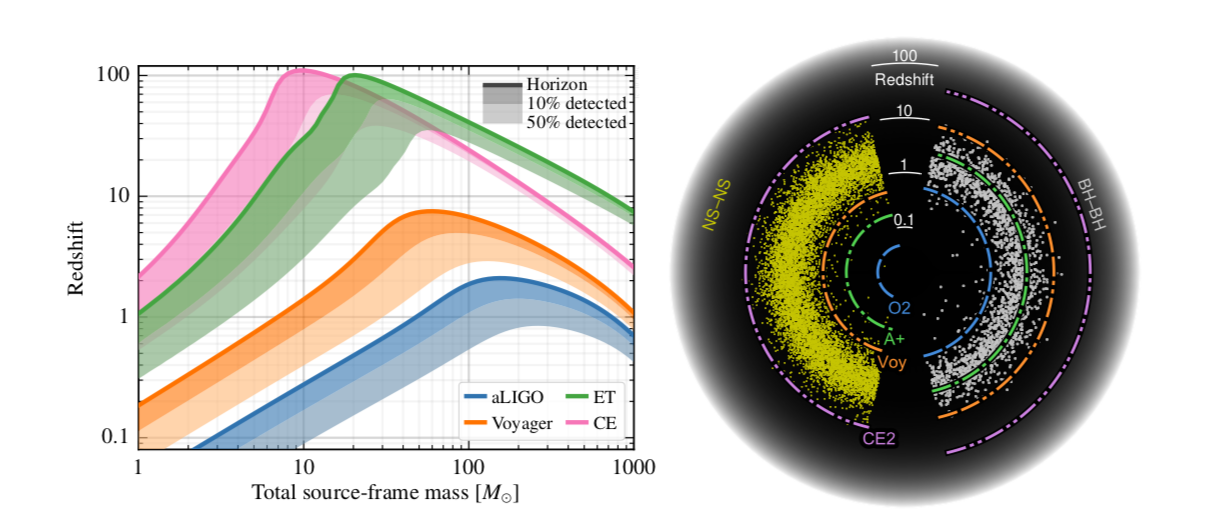 100
10
1
0.1
Redshift
1
10
100
1000
Total source-frame mass [M⊙]
Horizon
10% detected
50% detected
aLIGO
ET
Voyager
CE
100
Redshift
10
1
0.1
NS–NS
BH–BH
O2
A+
Voy
CE2